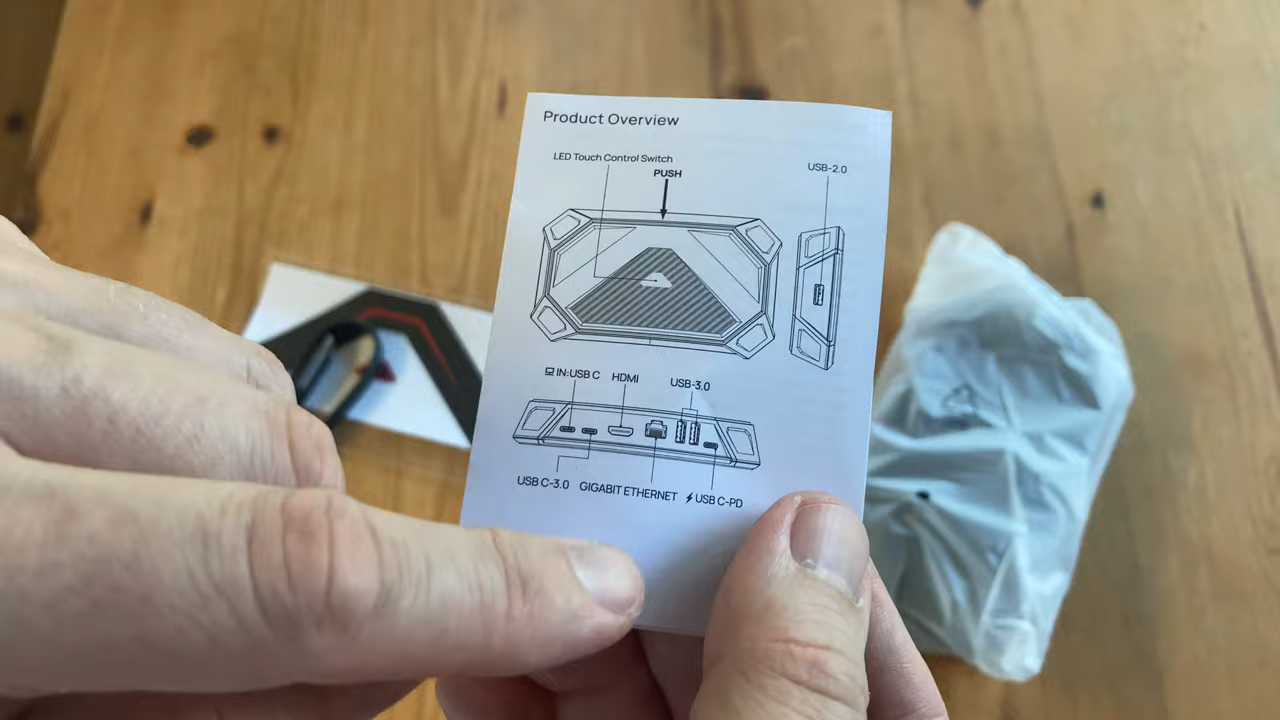 Product Overview
LED Touch Control Switch
PUSH
USB-2.0
IN:USB C
HDMI
USB-3.0
USB C-3.0
GIGABIT ETHERNET
USB C-PD